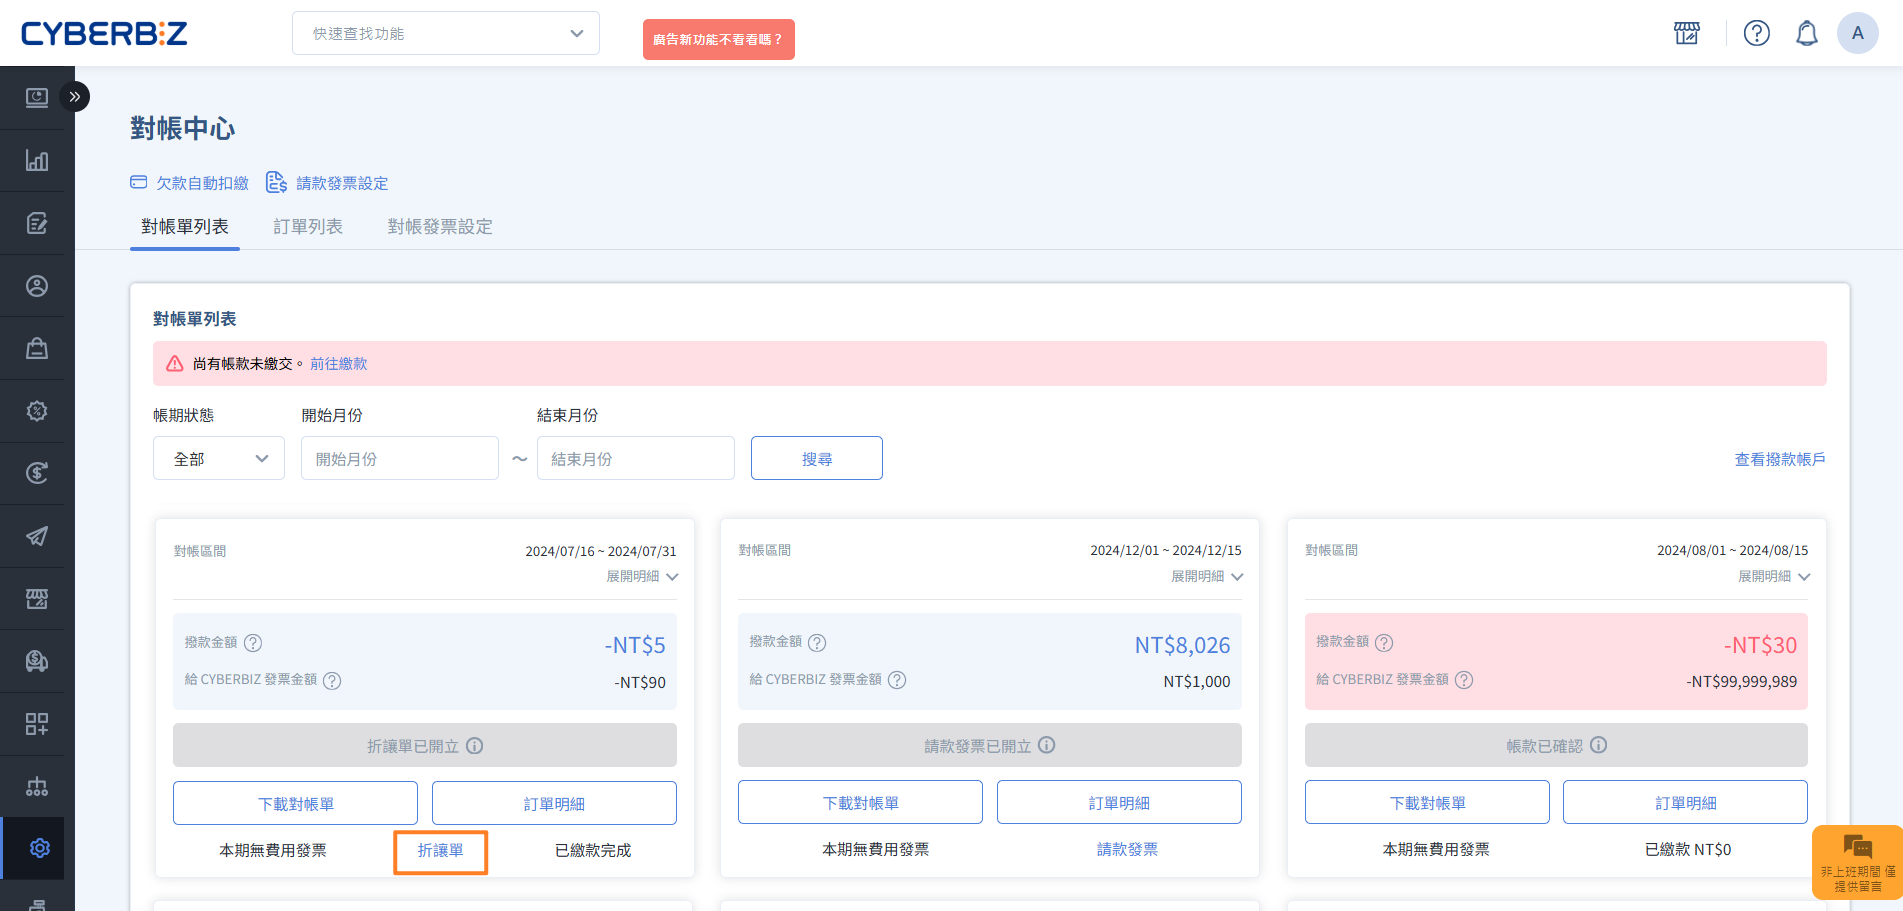 CYBERBIZ
快速查找功能
廣告新功能不看看嗎？
A
對帳中心
欠款自動扣繳
請款發票設定
對帳單列表
訂單列表
對帳發票設定
對帳單列表
尚有帳款未繳交。 前往繳款
帳期狀態
開始月份
結束月份
全部
開始月份
～
結束月份
搜尋
查看撥款帳戶
對帳區間
2024/07/16 ~ 2024/07/31
展開明細
撥款金額
-NT$5
給 CYBERBIZ 發票金額
-NT$90
折讓單已開立
下載對帳單
訂單明細
本期無費用發票
折讓單
已繳款完成
對帳區間
2024/12/01 ~ 2024/12/15
展開明細
撥款金額
NT$8,026
給 CYBERBIZ 發票金額
NT$1,000
請款發票已開立
下載對帳單
訂單明細
本期無費用發票
請款發票
對帳區間
2024/08/01 ~ 2024/08/15
展開明細
撥款金額
-NT$30
給 CYBERBIZ 發票金額
-NT$99,999,989
帳款已確認
下載對帳單
訂單明細
本期無費用發票
已繳款 NT$0
非上班期間 僅
提供留言